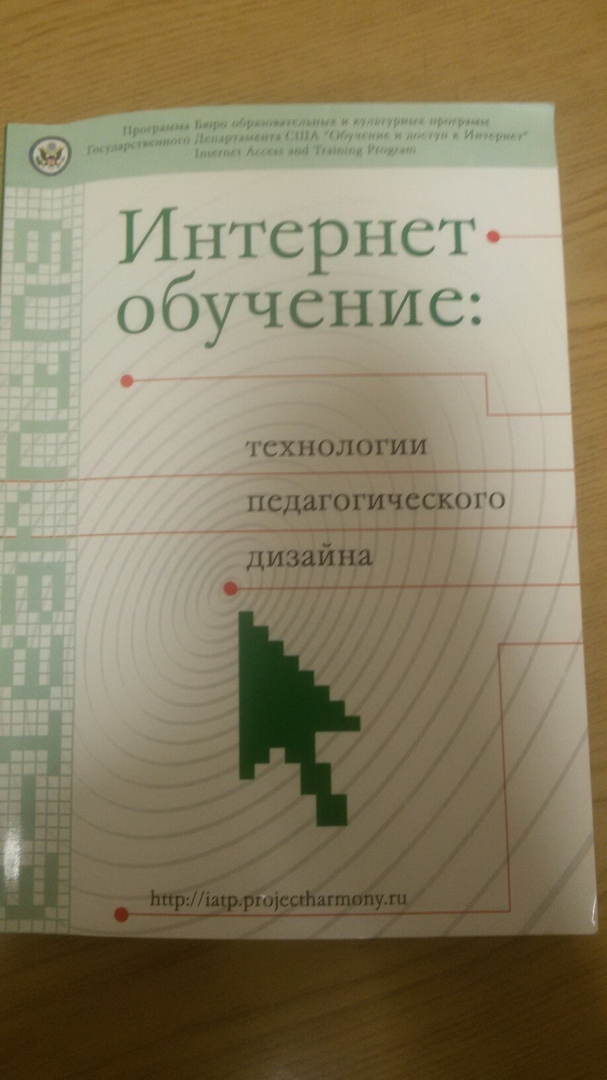 Программа Бюро образовательных и культурных программ
Государственного Департамента США "Обучение и доступ к Интернет"
Internet Access and Training Program
Интернет
обучение:
технологии
педагогического
дизайна
http://iatp.projectharmony.ru